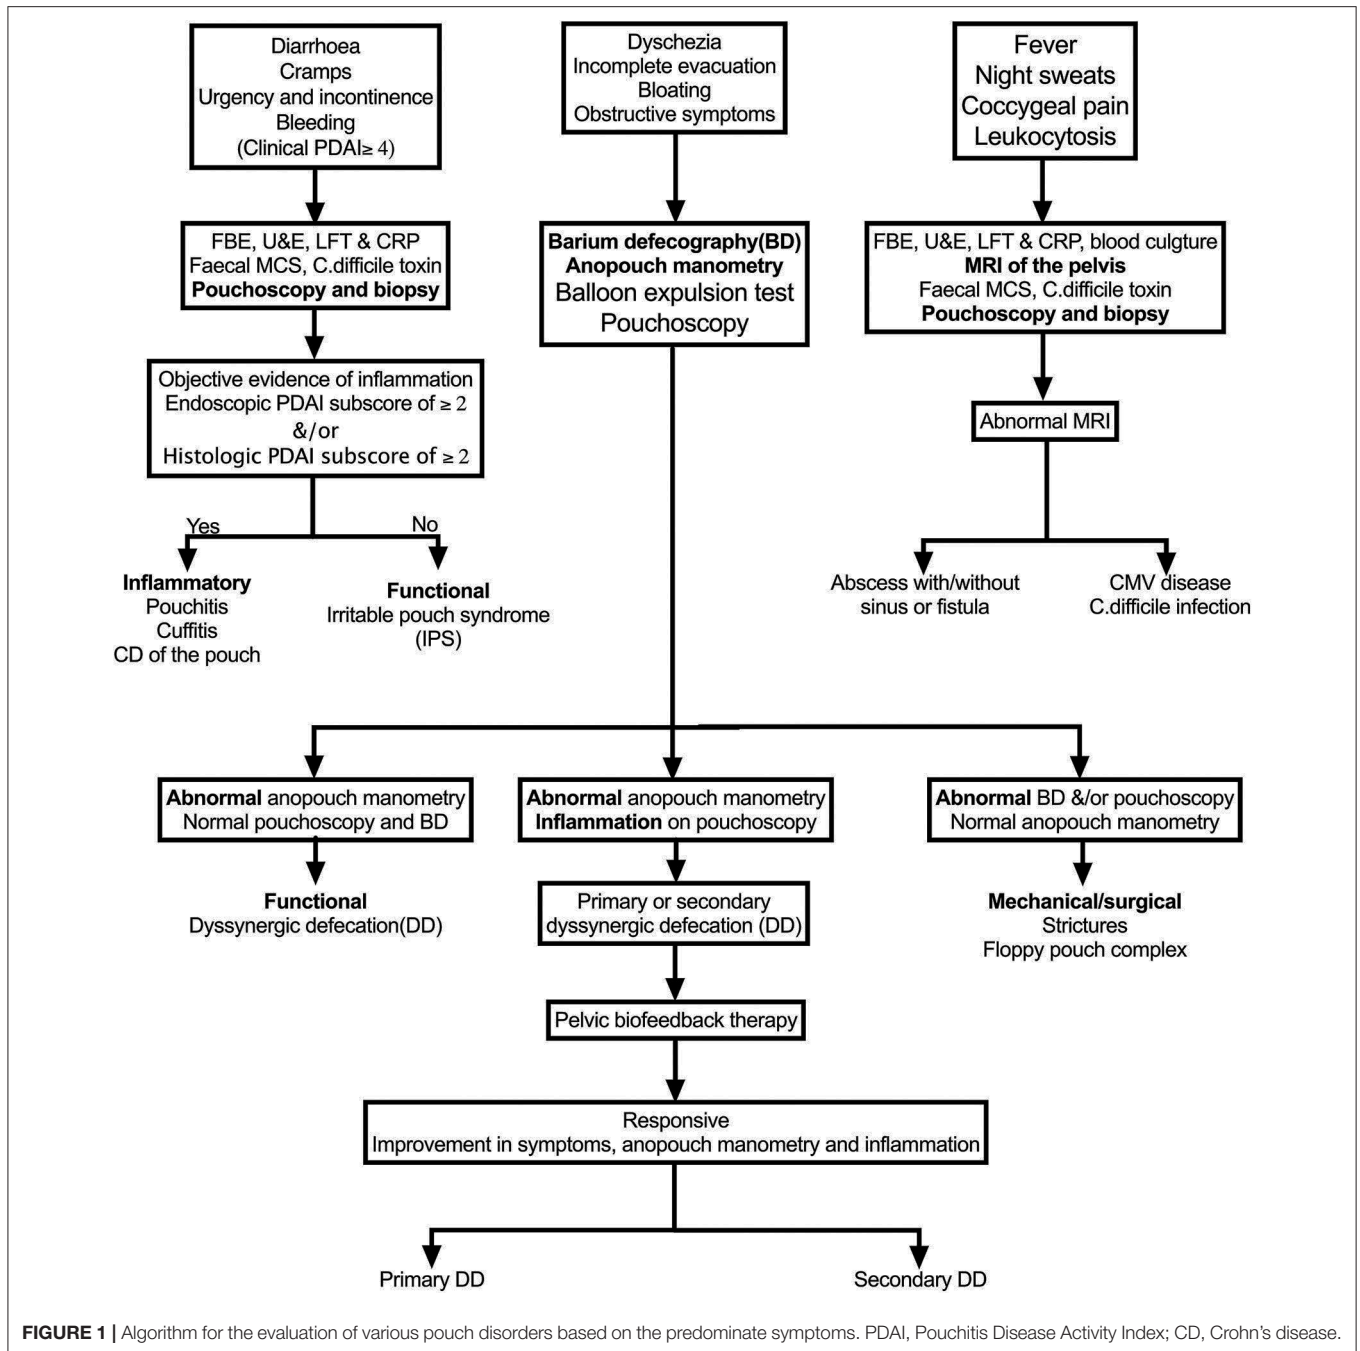 Diarrhoea
Cramps
Urgency and incontinence
Bleeding
(Clinical PDAI≥ 4)
FBE, U&E, LFT & CRP
Faecal MCS, C.difficile toxin
Pouchoscopy and biopsy
Objective evidence of inflammation
Endoscopic PDAI subscore of ≥ 2
&/or
Histologic PDAI subscore of ≥ 2
Yes
No
Inflammatory
Pouchitis
Cuffitis
CD of the pouch
Functional
Irritable pouch syndrome
(IPS)
Dyschezia
Incomplete evacuation
Bloating
Obstructive symptoms
Barium defecography(BD)
Anopouch manometry
Balloon expulsion test
Pouchoscopy
Fever
Night sweats
Coccygeal pain
Leukocytosis
FBE, U&E, LFT & CRP, blood culgture
MRI of the pelvis
Faecal MCS, C.difficile toxin
Pouchoscopy and biopsy
Abnormal MRI
Abscess with/without
sinus or fistula
CMV disease
C.difficile infection
Abnormal anopouch manometry
Normal pouchoscopy and BD
Functional
Dyssynergic defecation(DD)
Abnormal anopouch manometry
Inflammation on pouchoscopy
Primary or secondary
dyssynergic defecation (DD)
Pelvic biofeedback therapy
Responsive
Improvement in symptoms, anopouch manometry and inflammation
Primary DD
Secondary DD
Abnormal BD &/or pouchoscopy
Normal anopouch manometry
Mechanical/surgical
Strictures
Floppy pouch complex
FIGURE 1 | Algorithm for the evaluation of various pouch disorders based on the predominate symptoms. PDAI, Pouchitis Disease Activity Index; CD, Crohn's disease.